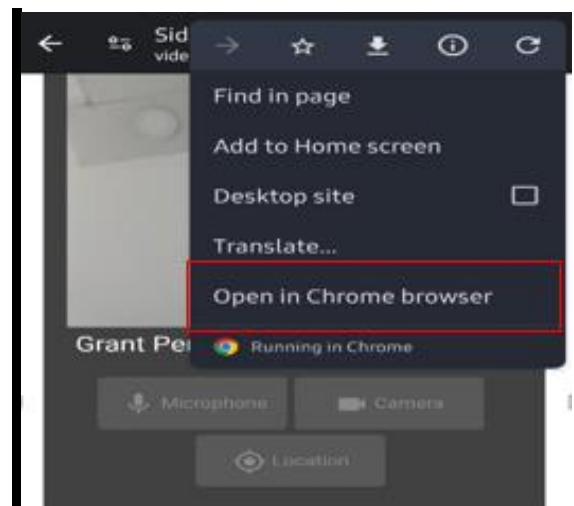 Sid
vide
Find in page
Add to Home screen
Desktop site
Translate...
Open in Chrome browser
Running in Chrome
Grant Per
Microphone
Camera
Location